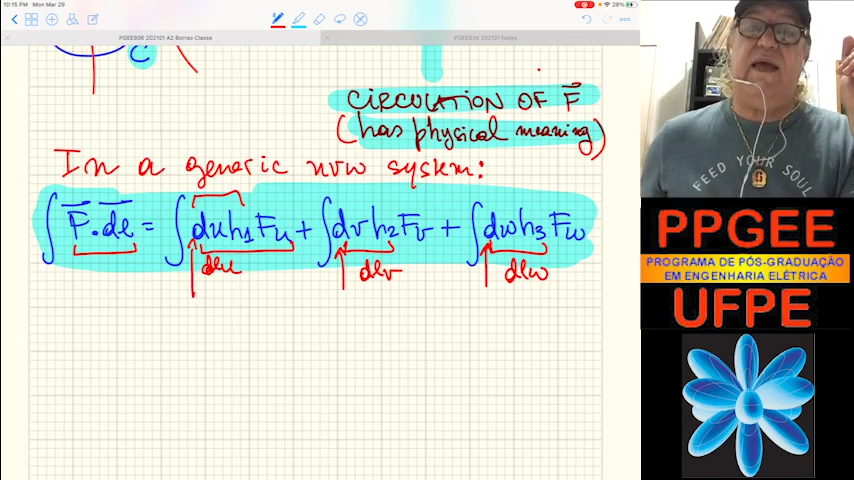 10:15 PM Mon Mar 29
28%
PGEE936 202101 A2 Borrao Classe
PGEE936 202101 Notes
C
CIRCULATION OF F⃗
(has physical meaning)
In a generic uvw system:
∫ F⃗ · dℓ⃗ = ∫ du h₁ Fᵤ + ∫ dv h₂ Fᵥ + ∫ dw h₃ F_w
dℓu dℓv dℓw
FEED YOUR SOUL
PPGEE
PROGRAMA DE PÓS-GRADUAÇÃO
EM ENGENHARIA ELÉTRICA
UFPE